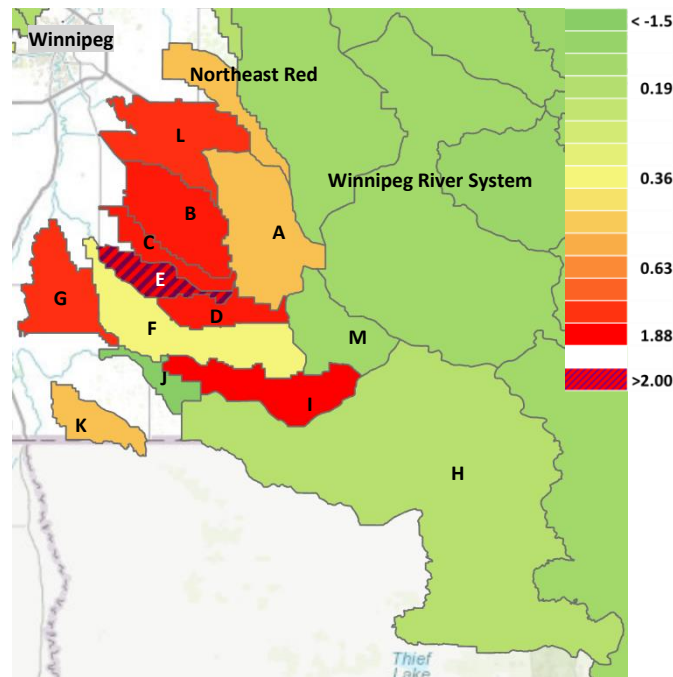 Winnipeg
Northeast Red
L
Winnipeg River System
B
A
C
E
G
D
F
M
J
I
K
H
Thief
Lake
< -1.5
0.19
0.36
0.63
1.88
>2.00